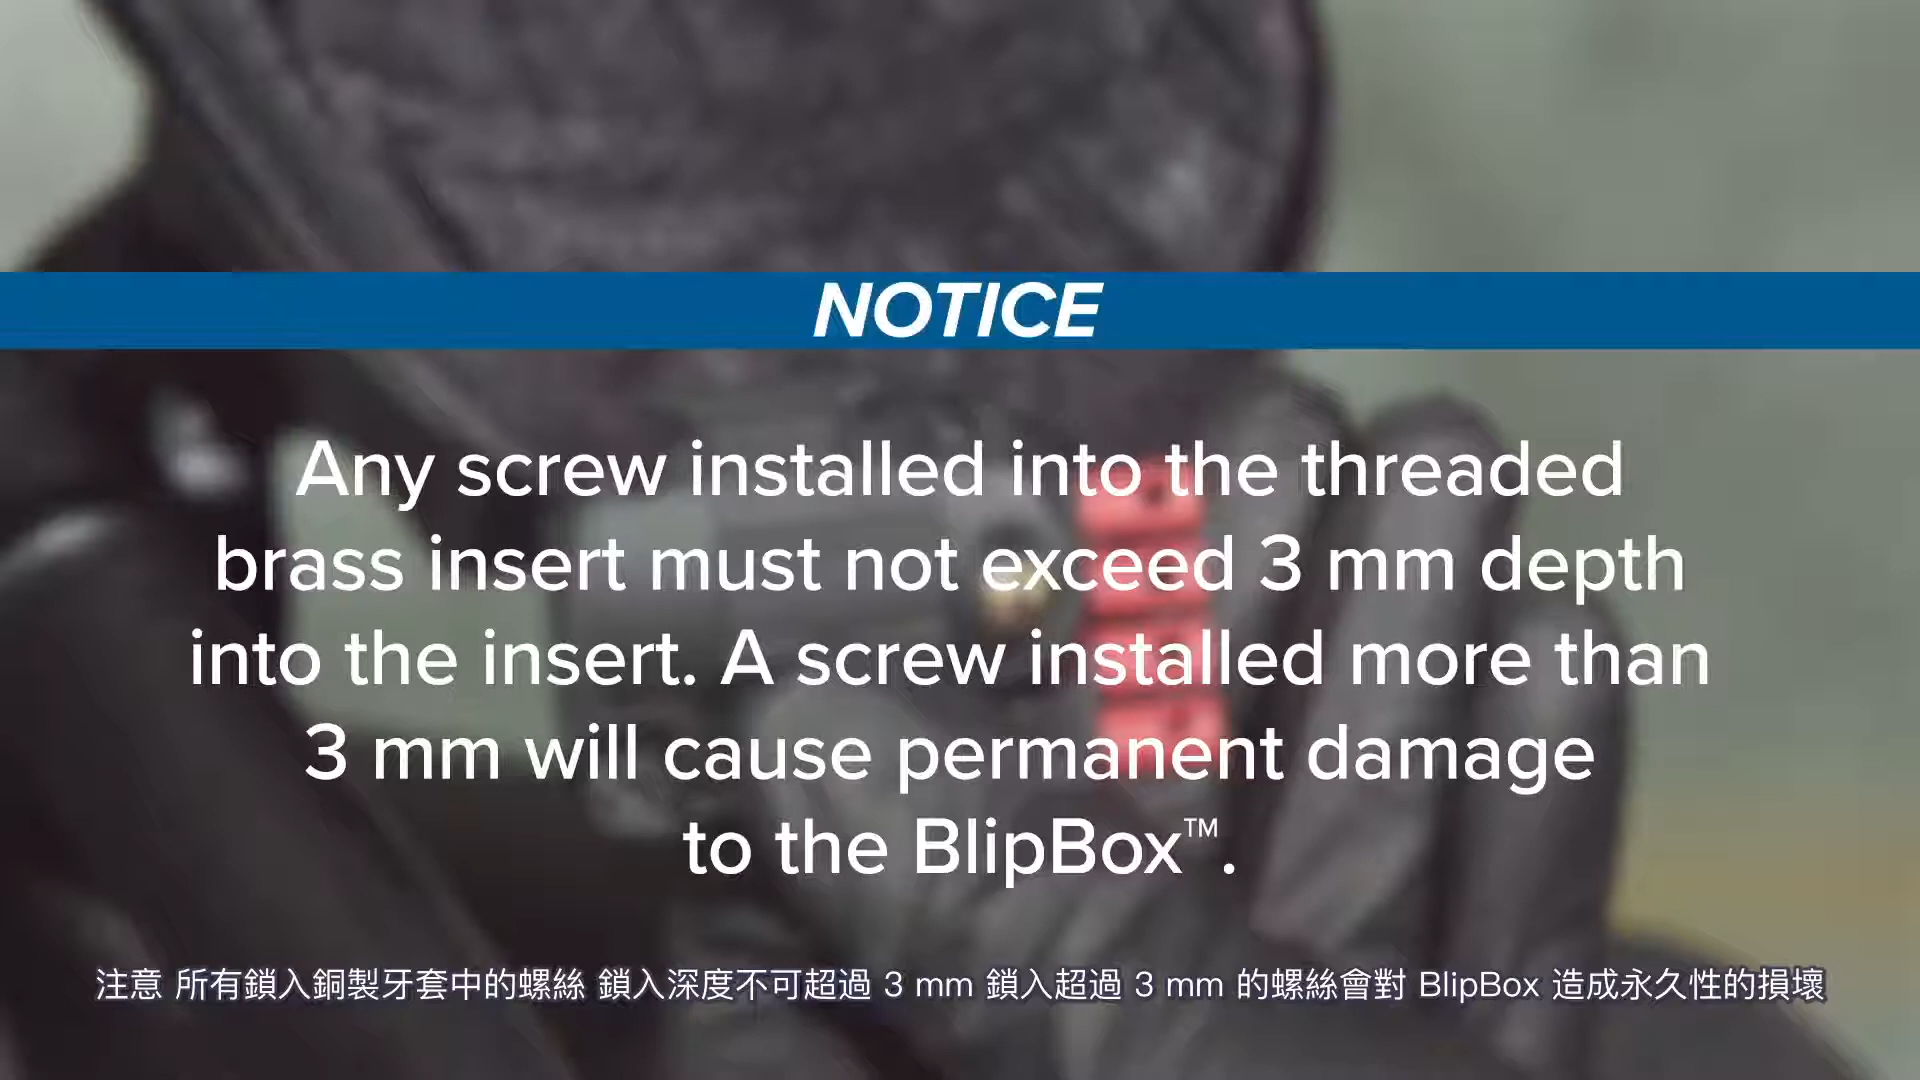 NOTICE
Any screw installed into the threaded
brass insert must not exceed 3 mm depth
into the insert. A screw installed more than
3 mm will cause permanent damage
to the BlipBox™.
注意 所有鎖入銅製牙套中的螺絲 鎖入深度不可超過 3 mm 鎖入超過 3 mm 的螺絲會對 BlipBox 造成永久性的損壞